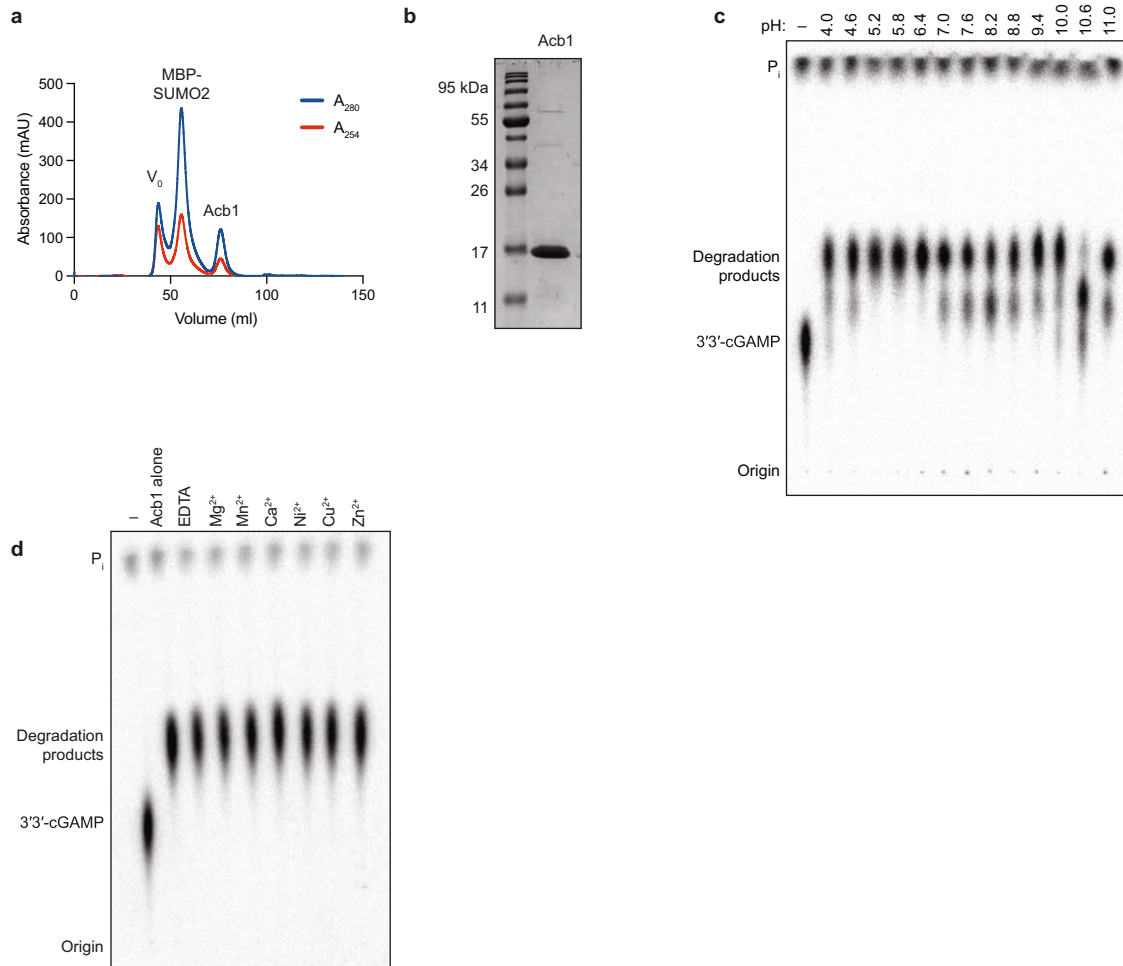 a
MBP-
SUMO2
500
400
300
200
100
0
V₀
Acb1
A₂₈₀
A₂₅₄
Absorbance (mAU)
0
50
100
150
Volume (ml)
b
Acb1
95 kDa
55
34
26
17
11
c
pH:
–
4.0
4.6
5.2
5.8
6.4
7.0
7.6
8.2
8.8
9.4
10.0
10.6
11.0
Pᵢ
Degradation
products
3′3′-cGAMP
Origin
d
–
Acb1 alone
EDTA
Mg²⁺
Mn²⁺
Ca²⁺
Ni²⁺
Cu²⁺
Zn²⁺
Pᵢ
Degradation
products
3′3′-cGAMP
Origin